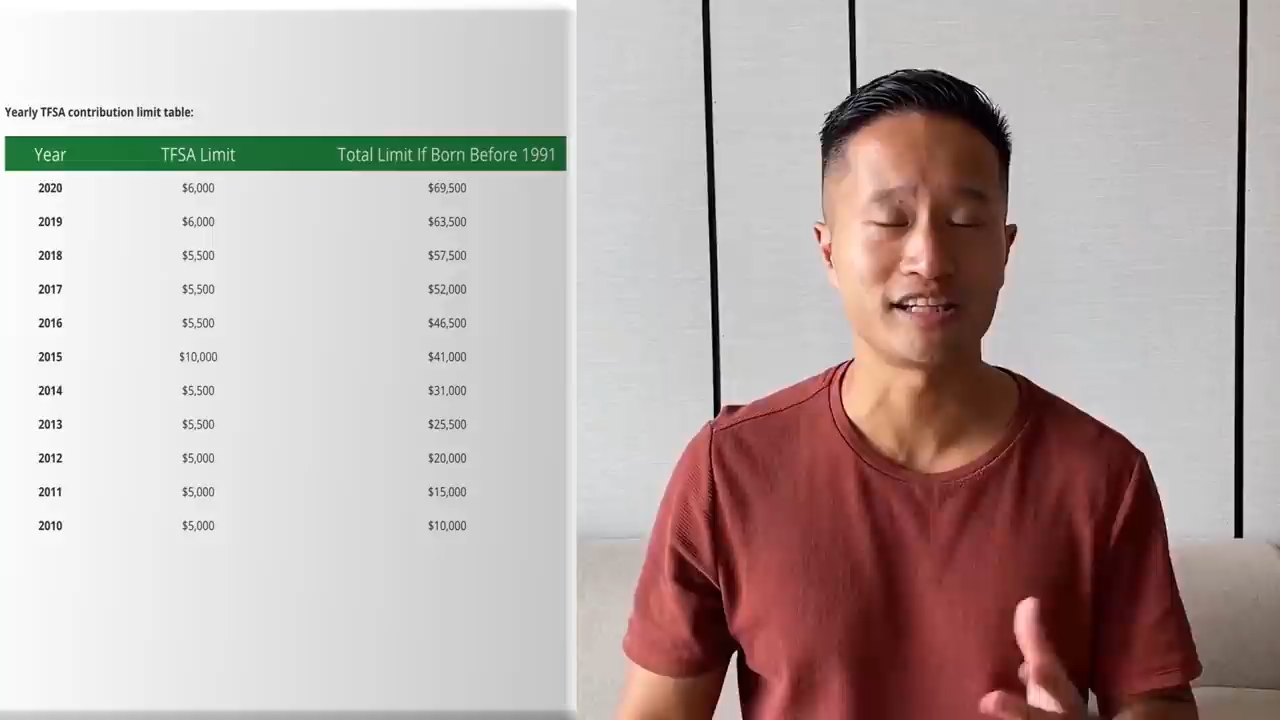 Yearly TFSA contribution limit table:
Year TFSA Limit Total Limit If Born Before 1991
2020 $6,000 $69,500
2019 $6,000 $63,500
2018 $5,500 $57,500
2017 $5,500 $52,000
2016 $5,500 $46,500
2015 $10,000 $41,000
2014 $5,500 $31,000
2013 $5,500 $25,500
2012 $5,000 $20,000
2011 $5,000 $15,000
2010 $5,000 $10,000